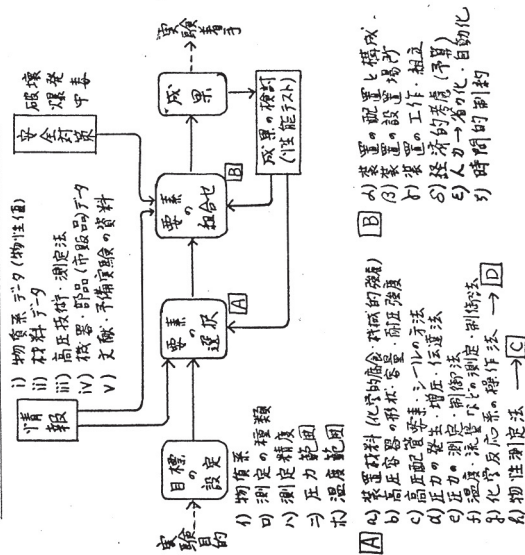 i) 物質系データ(物性値)
ii) 材料データ
iii) 高圧技術・測定法
iv) 機器・部品(市販品)データ
v) 文献・予備実験の資料
情報
安全対策
破壊
爆発
中毒
実験目的
目標の設定
要素の選択
A
要素の組合せ
B
成果
実験着手
成果の検討
(性能テスト)
イ) 物質系
ロ) 測定の種類
ハ) 測定精度
ニ) 圧力範囲
ホ) 温度範囲
A
a) 装置材料(化学的腐食・機械的強度)
b) 高圧容器の形状・容量・耐圧強度
c) 高圧配管要素・シールの方法
d) 圧力の発生・増圧・伝達法
e) 圧力の測定・制御法
f) 温度・流量などの測定・制御法
g) 化学反応系の操作法 → D
h) 物性測定法 → C
B
α) 装置の配置と構成
β) 装置の設置場所
γ) 装置の工作・組立
δ) 経済的考慮(予算)
ε) 人力→省力化・自動化
ζ) 時間的制約